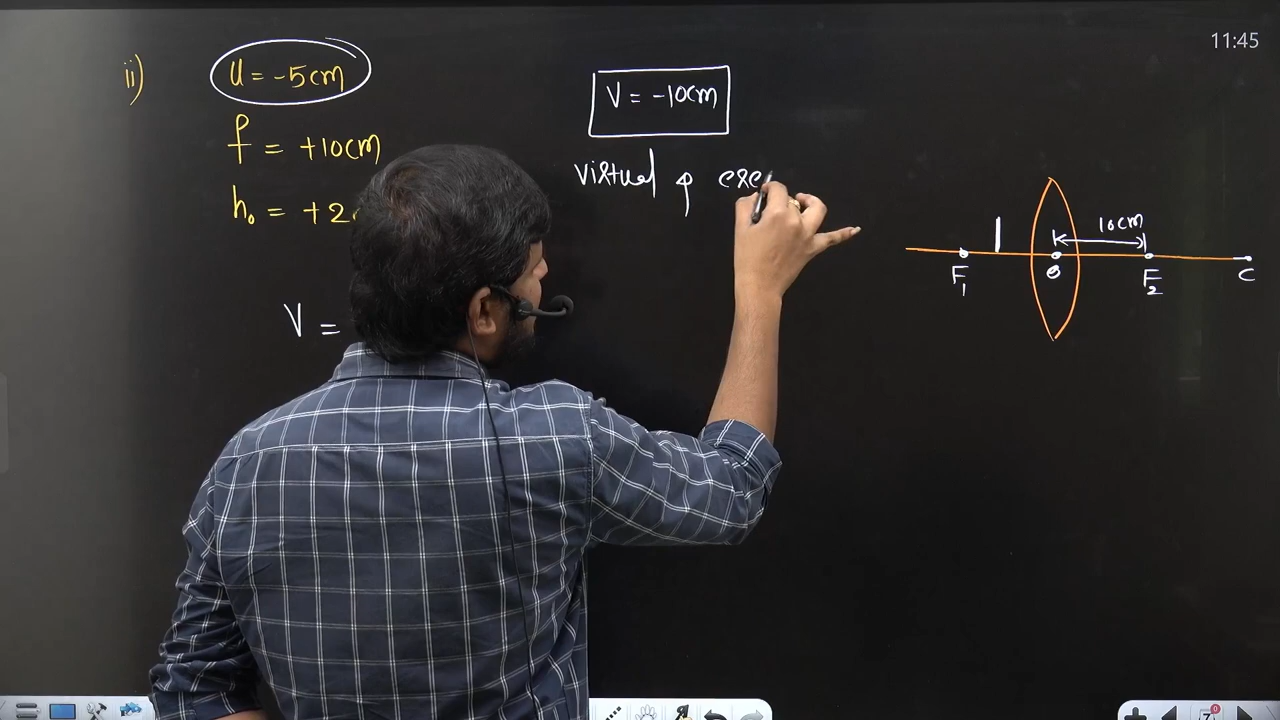 11:45
ii) u = -5cm
V = -10cm
f = +10cm
virtual &
h₀ = +2
10cm
F₁ O F₂ C
V =